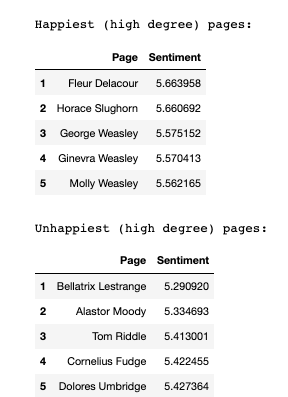 Happiest (high degree) pages:
Page Sentiment
1 Fleur Delacour 5.663958
2 Horace Slughorn 5.660692
3 George Weasley 5.575152
4 Ginevra Weasley 5.570413
5 Molly Weasley 5.562165
Unhappiest (high degree) pages:
Page Sentiment
1 Bellatrix Lestrange 5.290920
2 Alastor Moody 5.334693
3 Tom Riddle 5.413001
4 Cornelius Fudge 5.422455
5 Dolores Umbridge 5.427364